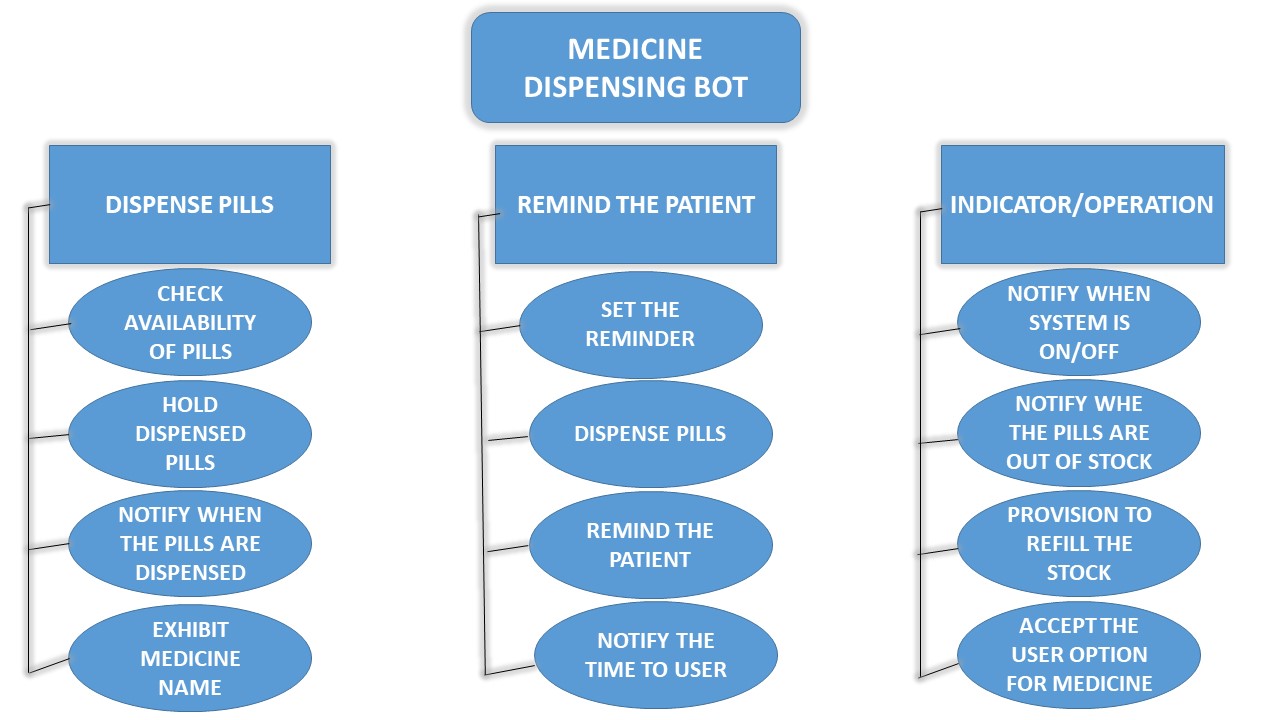 MEDICINE
DISPENSING BOT
DISPENSE PILLS
CHECK
AVAILABILITY
OF PILLS
HOLD
DISPENSED
PILLS
NOTIFY WHEN
THE PILLS ARE
DISPENSED
EXHIBIT
MEDICINE
NAME
REMIND THE PATIENT
SET THE
REMINDER
DISPENSE PILLS
REMIND THE
PATIENT
NOTIFY THE
TIME TO USER
INDICATOR/OPERATION
NOTIFY WHEN
SYSTEM IS
ON/OFF
NOTIFY WHE
THE PILLS ARE
OUT OF STOCK
PROVISION TO
REFILL THE
STOCK
ACCEPT THE
USER OPTION
FOR MEDICINE